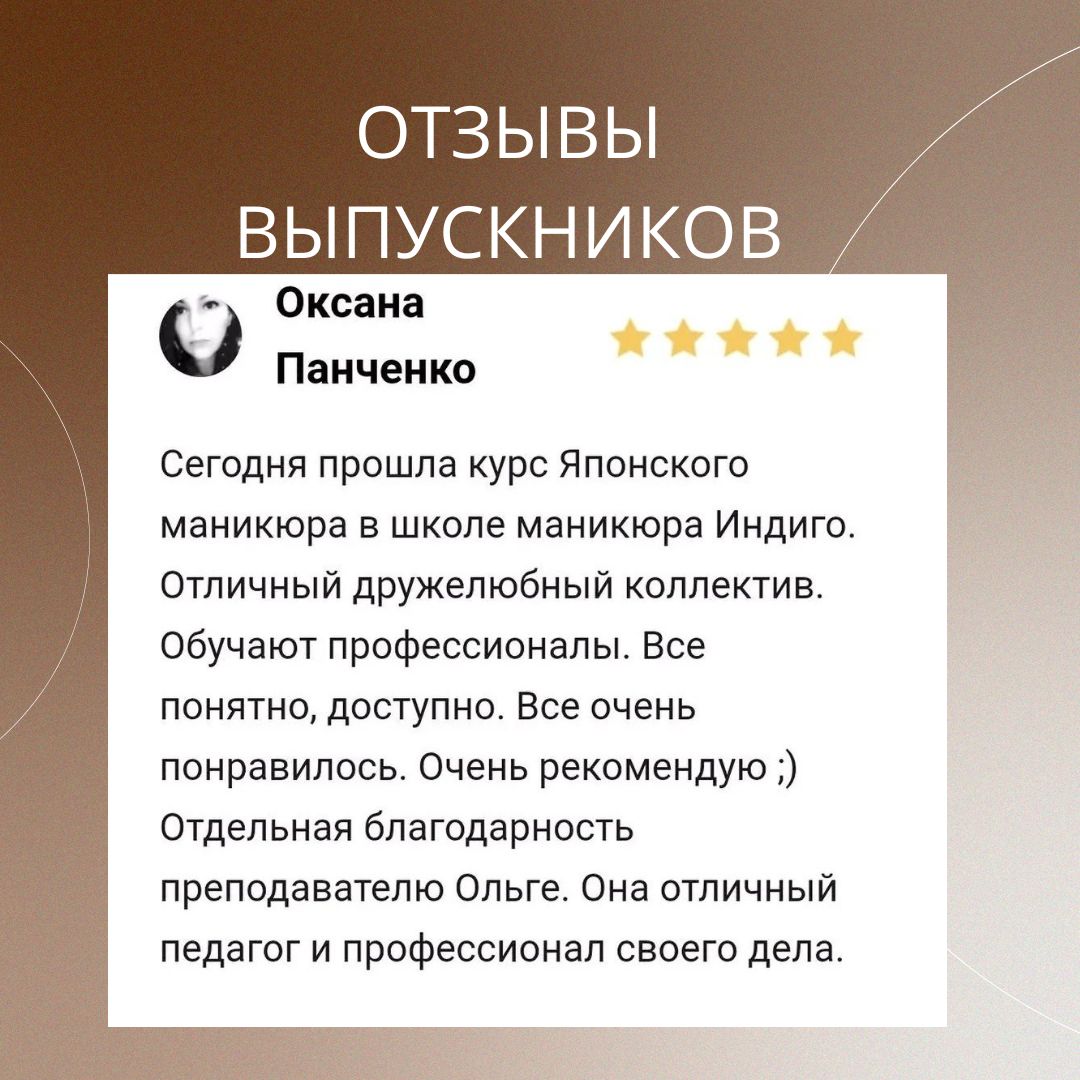 ОТЗЫВЫ
ВЫПУСКНИКОВ
Оксана
Панченко
Сегодня прошла курс Японского
маникюра в школе маникюра Индиго.
Отличный дружелюбный коллектив.
Обучают профессионалы. Все
понятно, доступно. Все очень
понравилось. Очень рекомендую ;)
Отдельная благодарность
преподавателю Ольге. Она отличный
педагог и профессионал своего дела.